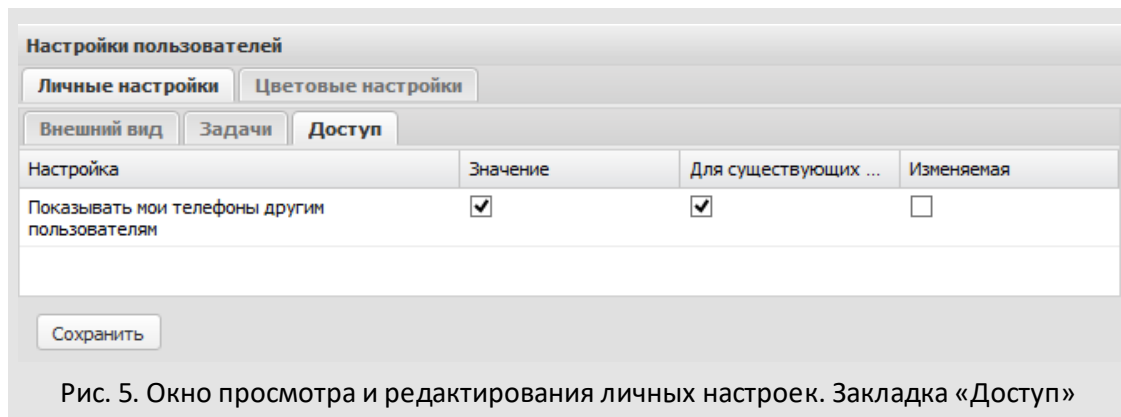 Настройки пользователей
Личные настройки Цветовые настройки
Внешний вид Задачи Доступ
Настройка Значение Для существующих ... Изменяемая
Показывать мои телефоны другим
пользователям
Сохранить
Рис. 5. Окно просмотра и редактирования личных настроек. Закладка «Доступ»